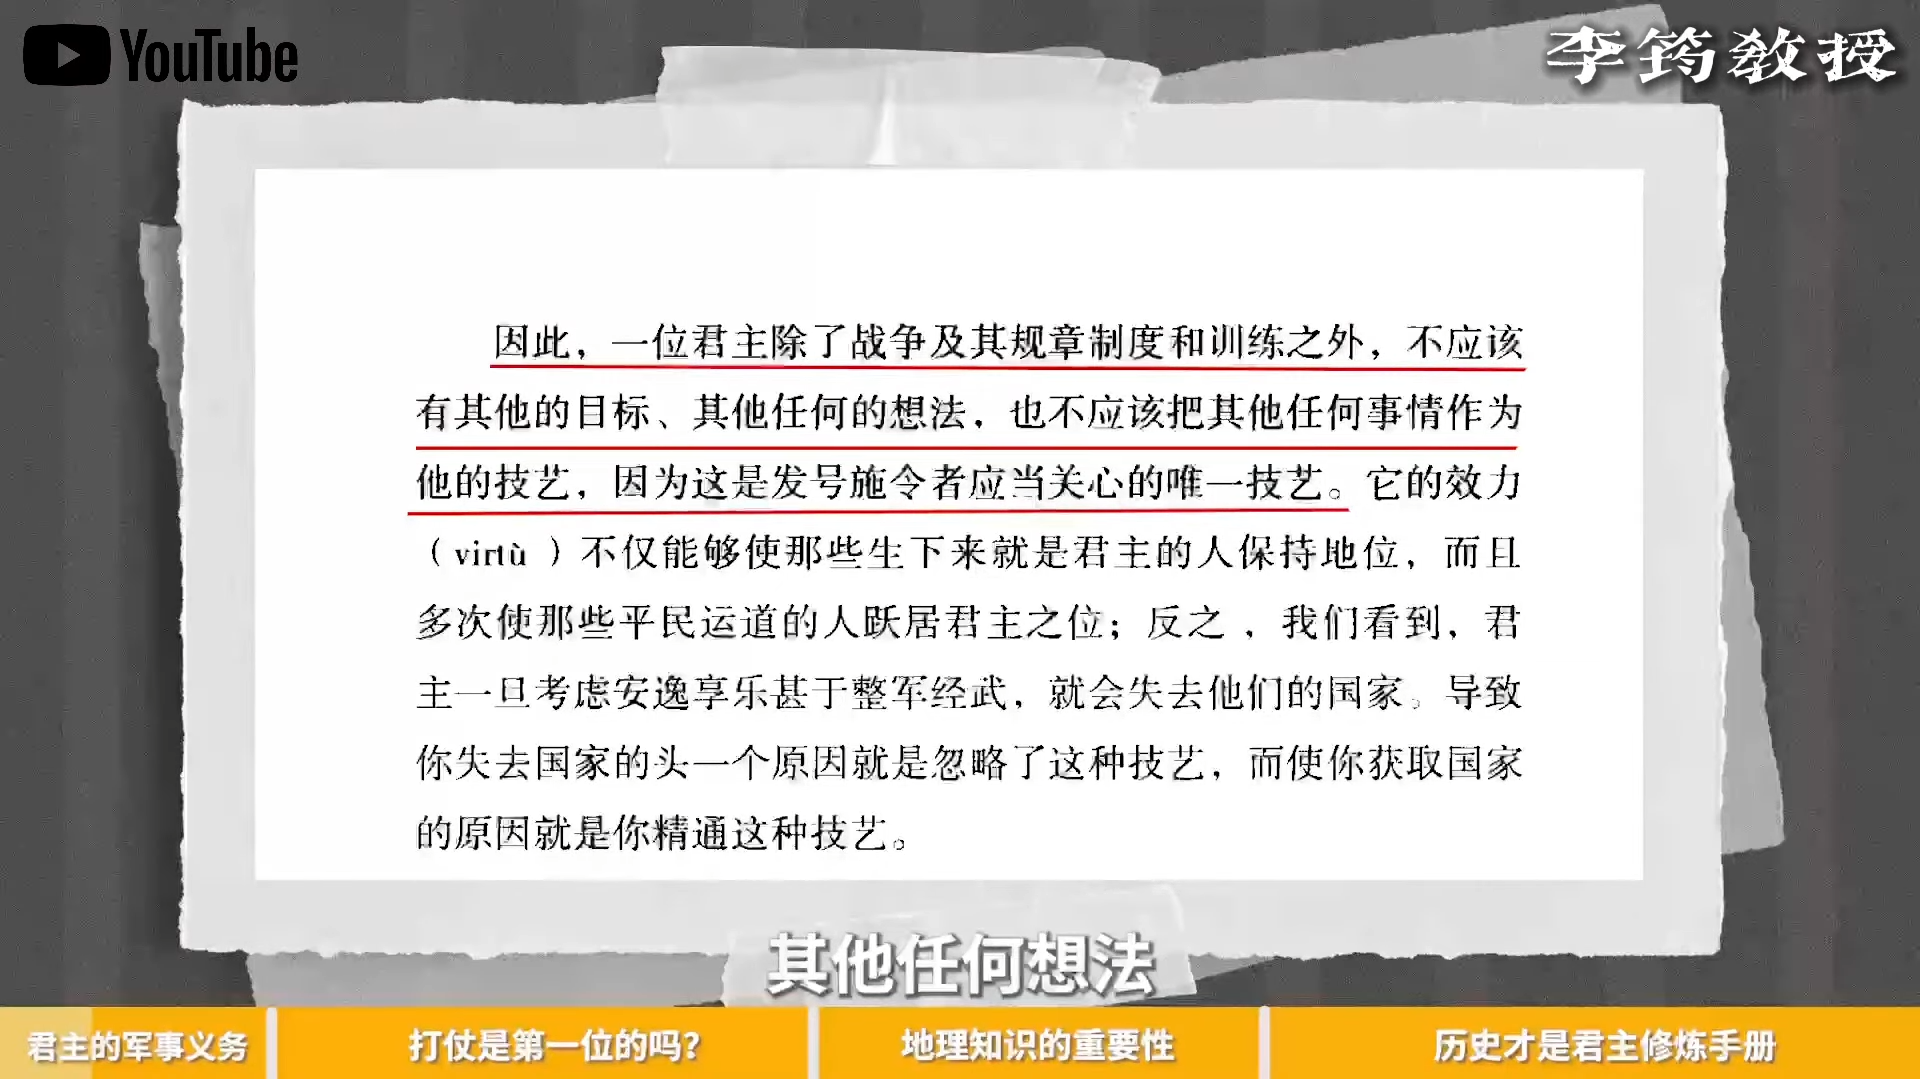 YouTube
李筠教授
因此，一位君主除了战争及其规章制度和训练之外，不应该
有其他的目标、其他任何的想法，也不应该把其他任何事情作为
他的技艺，因为这是发号施令者应当关心的唯一技艺。它的效力
（virtù）不仅能够使那些生下来就是君主的人保持地位，而且
多次使那些平民运道的人跃居君主之位；反之，我们看到，君
主一旦考虑安逸享乐甚于整军经武，就会失去他们的国家。导致
你失去国家的头一个原因就是忽略了这种技艺，而使你获取国家
的原因就是你精通这种技艺。
其他任何想法
君主的军事义务
打仗是第一位的吗？
地理知识的重要性
历史才是君主修炼手册